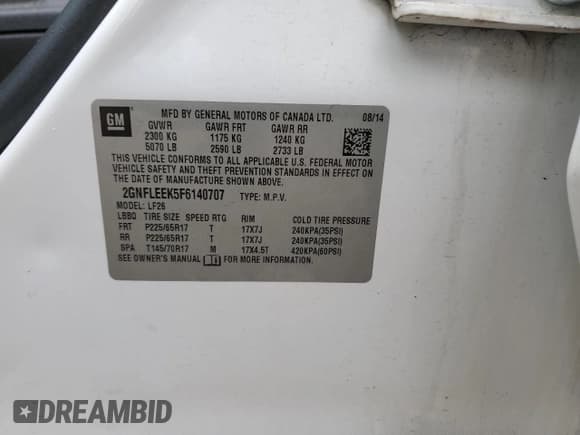 GM
MFD BY GENERAL MOTORS OF CANADA LTD. 08/14
GVWR GAWR FRT GAWR RR
2300 KG 1175 KG 1240 KG
5070 LB 2590 LB 2733 LB
THIS VEHICLE CONFORMS TO ALL APPLICABLE U.S. FEDERAL MOTOR
VEHICLE SAFETY AND THEFT PREVENTION STANDARDS IN EFFECT ON THE
DATE OF MANUFACTURE SHOWN ABOVE.
2GNFLEEK5F6140707 TYPE: M.P.V.
MODEL: LF26
LBBQ TIRE SIZE SPEED RTG RIM COLD TIRE PRESSURE
FRT P225/65R17 T 17X7J 240KPA(35PSI)
RR P225/65R17 T 17X7J 240KPA(35PSI)
SPA T145/70R17 M 17X4.5T 420KPA(60PSI)
SEE OWNER'S MANUAL FOR MORE INFORMATION.
DREAMBID